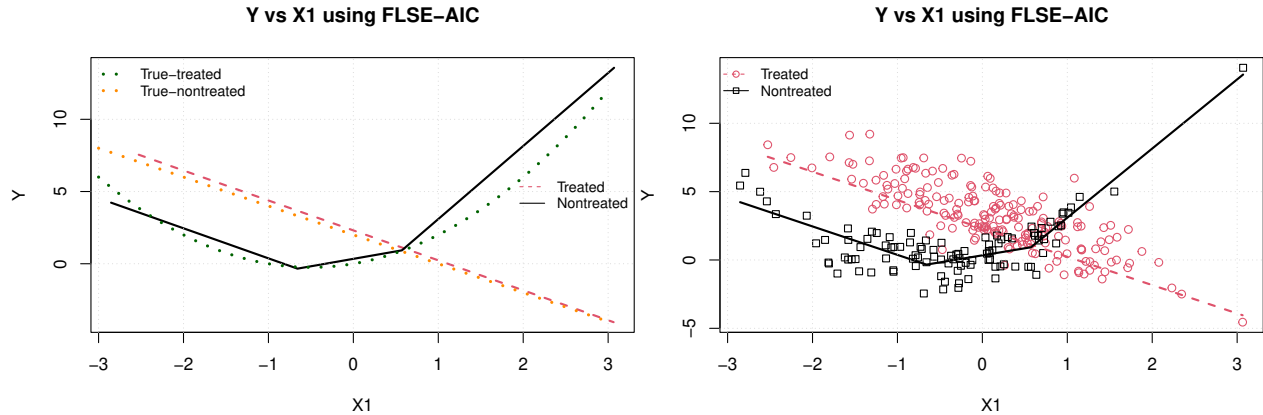 Y vs X1 using FLSE−AIC
True−treated
True−nontreated
Treated
Nontreated
Y
0
5
10
−3
−2
−1
0
1
2
3
X1
Y vs X1 using FLSE−AIC
Treated
Nontreated
Y
−5
0
5
10
−3
−2
−1
0
1
2
3
X1